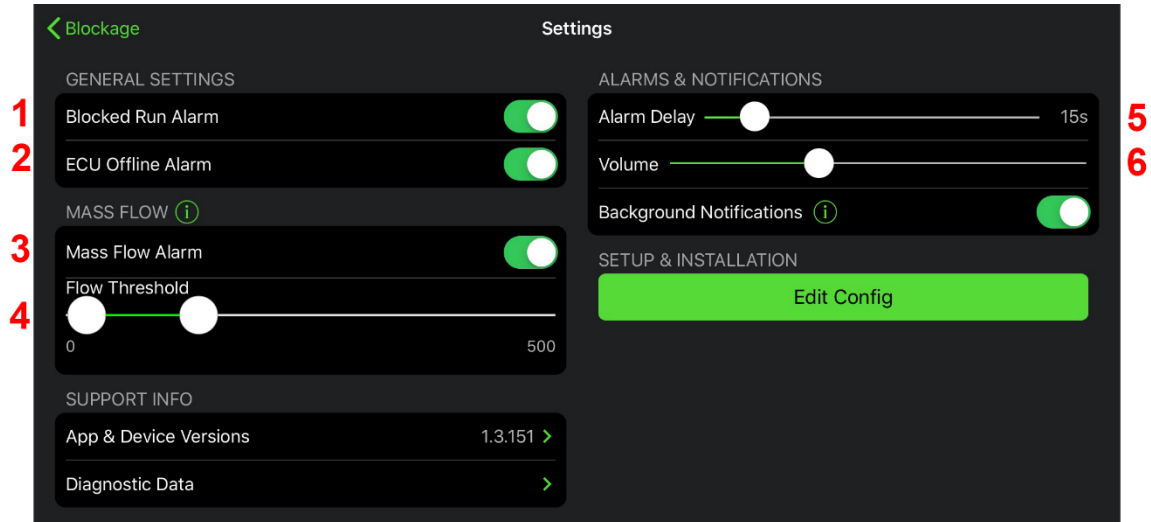 Blockage
Settings
GENERAL SETTINGS
1 Blocked Run Alarm
2 ECU Offline Alarm
MASS FLOW i
3 Mass Flow Alarm
Flow Threshold
4
0 500
SUPPORT INFO
App & Device Versions 1.3.151
Diagnostic Data
ALARMS & NOTIFICATIONS
Alarm Delay 15s 5
Volume 6
Background Notifications i
SETUP & INSTALLATION
Edit Config